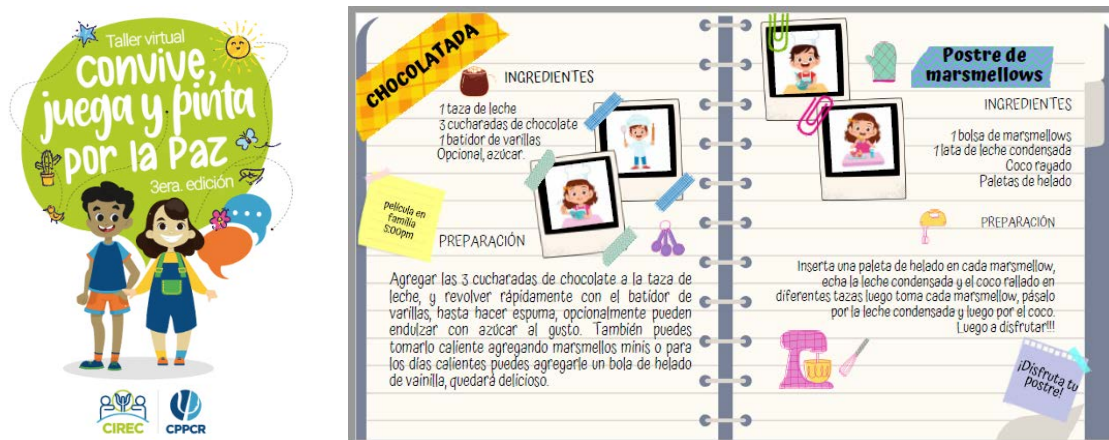 Taller virtual
Convive,
juega y pinta
por la Paz
3era. edición
CIREC
CPPCR
CHOCOLATADA
INGREDIENTES
1 taza de leche
3 cucharadas de chocolate
1 batidor de varillas
Opcional, azúcar.
película en
familia
5:00pm
PREPARACIÓN
Agregar las 3 cucharadas de chocolate a la taza de
leche, y revolver rápidamente con el batidor de
varillas, hasta hacer espuma, opcionalmente pueden
endulzar con azúcar al gusto. También puedes
tomarlo caliente agregando marsmellos minis o para
los días calientes puedes agregarle un bola de helado
de vainilla, quedará delicioso.
Postre de
marsmellows
INGREDIENTES
1 bolsa de marsmellows
1 lata de leche condensada
Coco rayado
Paletas de helado
PREPARACIÓN
Inserta una paleta de helado en cada marsmellow,
echa la leche condensada y el coco rallado en
diferentes tazas luego toma cada marsmellow, pásalo
por la leche condensada y luego por el coco.
Luego a disfrutar!!!
¡Disfruta tu
postre!